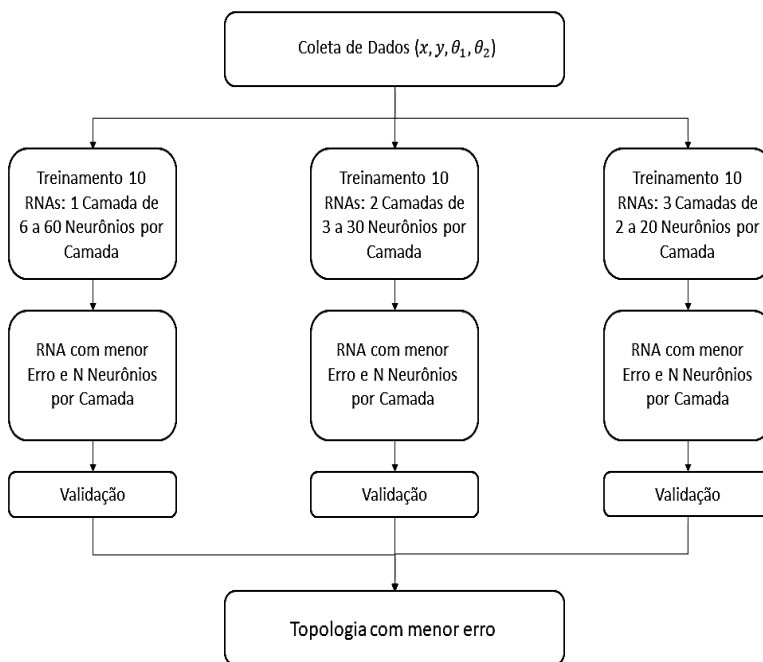 Coleta de Dados (x, y, θ₁, θ₂)
Treinamento 10
RNAs: 1 Camada de
6 a 60 Neurônios por
Camada
Treinamento 10
RNAs: 2 Camadas de
3 a 30 Neurônios por
Camada
Treinamento 10
RNAs: 3 Camadas de
2 a 20 Neurônios por
Camada
RNA com menor
Erro e N Neurônios
por Camada
RNA com menor
Erro e N Neurônios
por Camada
RNA com menor
Erro e N Neurônios
por Camada
Validação
Validação
Validação
Topologia com menor erro